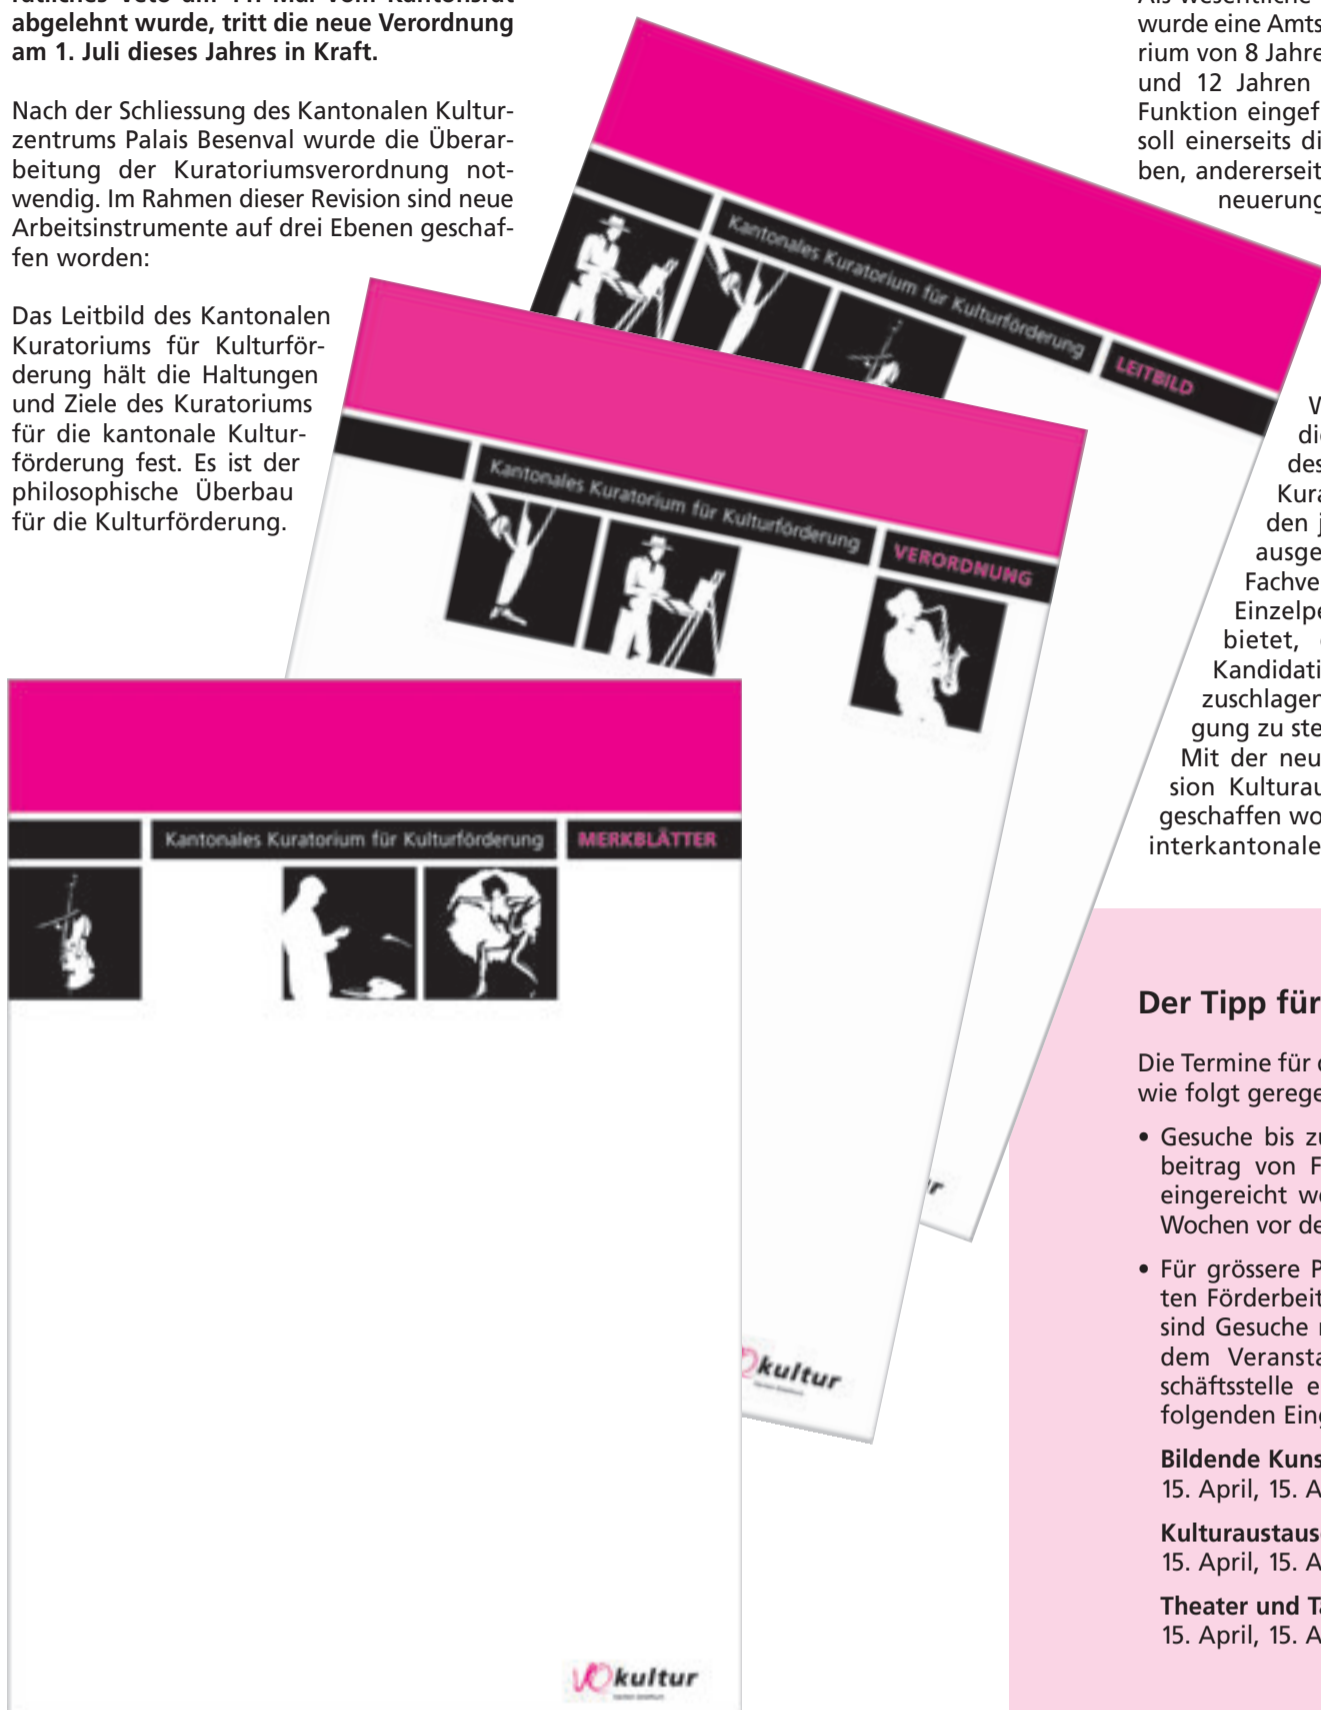 abgelehnt wurde, tritt die neue Verordnung
am 1. Juli dieses Jahres in Kraft.
Nach der Schliessung des Kantonalen Kultur-
zentrums Palais Besenval wurde die Überar-
beitung der Kuratoriumsverordnung not-
wendig. Im Rahmen dieser Revision sind neue
Arbeitsinstrumente auf drei Ebenen geschaf-
fen worden:
Das Leitbild des Kantonalen
Kuratoriums für Kulturför-
derung hält die Haltungen
und Ziele des Kuratoriums
für die kantonale Kultur-
förderung fest. Es ist der
philosophische Überbau
für die Kulturförderung.
Kantonales Kuratorium für Kulturförderung LEITBILD
Kantonales Kuratorium für Kulturförderung VERORDNUNG
kultur
Kantonales Kuratorium für Kulturförderung MERKBLÄTTER
kultur
wurde eine Amts
rium von 8 Jahre
und 12 Jahren
Funktion eingef
soll einerseits di
ben, andererseit
neuerung
W
di
des
Kura
den j
ausge
Fachve
Einzelpe
bietet,
Kandidati
zuschlagen
gung zu ste
Mit der neu
sion Kulturau
geschaffen wo
interkantonale
Der Tipp für
Die Termine für
wie folgt gerege
• Gesuche bis zu
beitrag von F
eingereicht we
Wochen vor de
• Für grössere P
ten Förderbeit
sind Gesuche
dem Veransta
schäftsstelle e
folgenden Ein
Bildende Kuns
15. April, 15. A
Kulturaustaus
15. April, 15. A
Theater und Ta
15. April, 15. A